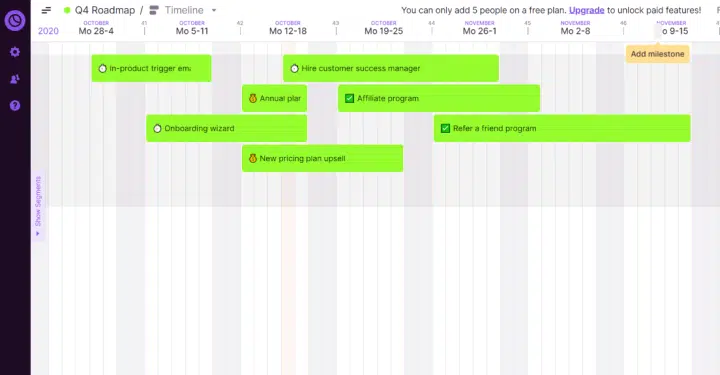 Q4 Roadmap / Timeline
You can only add 5 people on a free plan. Upgrade to unlock paid features!
2020
OCTOBER 41 OCTOBER 42 OCTOBER 43 OCTOBER 44 NOVEMBER 45 NOVEMBER 46 NOVEMBER
Mo 28-4 Mo 5-11 Mo 12-18 Mo 19-25 Mo 26-1 Mo 2-8 o 9-15
Add milestone
In-product trigger ema
Hire customer success manager
Annual plan
Affiliate program
Onboarding wizard
Refer a friend program
New pricing plan upsell
Show Segments